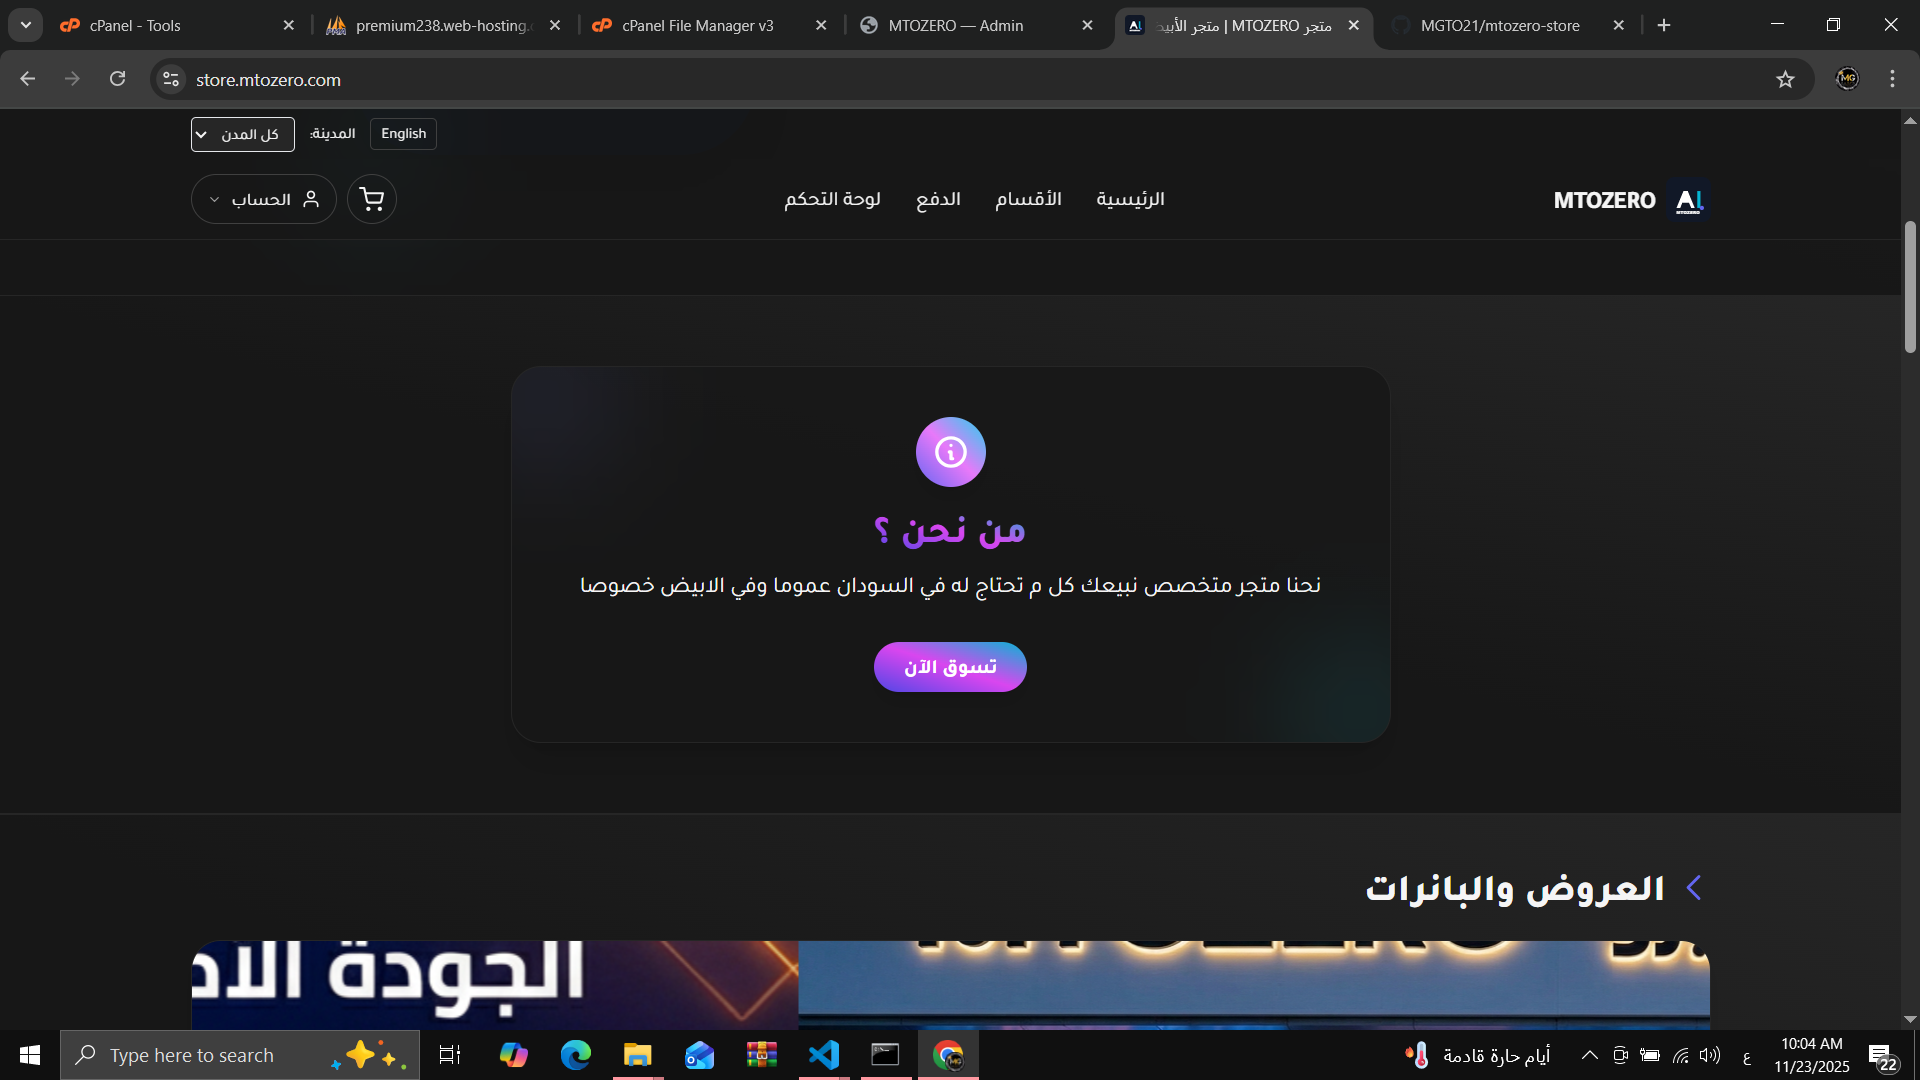 cPanel - Tools
premium238.web-hosting.
cPanel File Manager v3
MTOZERO — Admin
متجر MTOZERO | متجر الأبيض
MGTO21/mtozero-store
store.mtozero.com
English
المدينة:
كل المدن
MTOZERO
الرئيسية
الأقسام
الدفع
لوحة التحكم
الحساب
من نحن ؟
نحنا متجر متخصص نبيعك كل م تحتاج له في السودان عموما وفي الابيض خصوصا
تسوق الآن
العروض والبانرات
الجودة
Type here to search
أيام حارة قادمة
ع
10:04 AM
11/23/2025
22